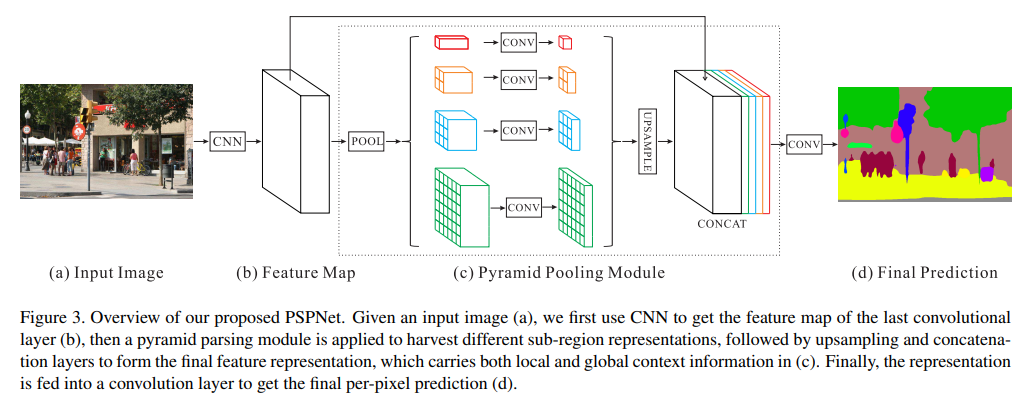 CONV
CONV
CONV
CONV
CNN
POOL
UPSAMPLE
CONCAT
CONV
(a) Input Image
(b) Feature Map
(c) Pyramid Pooling Module
(d) Final Prediction
Figure 3. Overview of our proposed PSPNet. Given an input image (a), we first use CNN to get the feature map of the last convolutional
layer (b), then a pyramid parsing module is applied to harvest different sub-region representations, followed by upsampling and concatena-
tion layers to form the final feature representation, which carries both local and global context information in (c). Finally, the representation
is fed into a convolution layer to get the final per-pixel prediction (d).